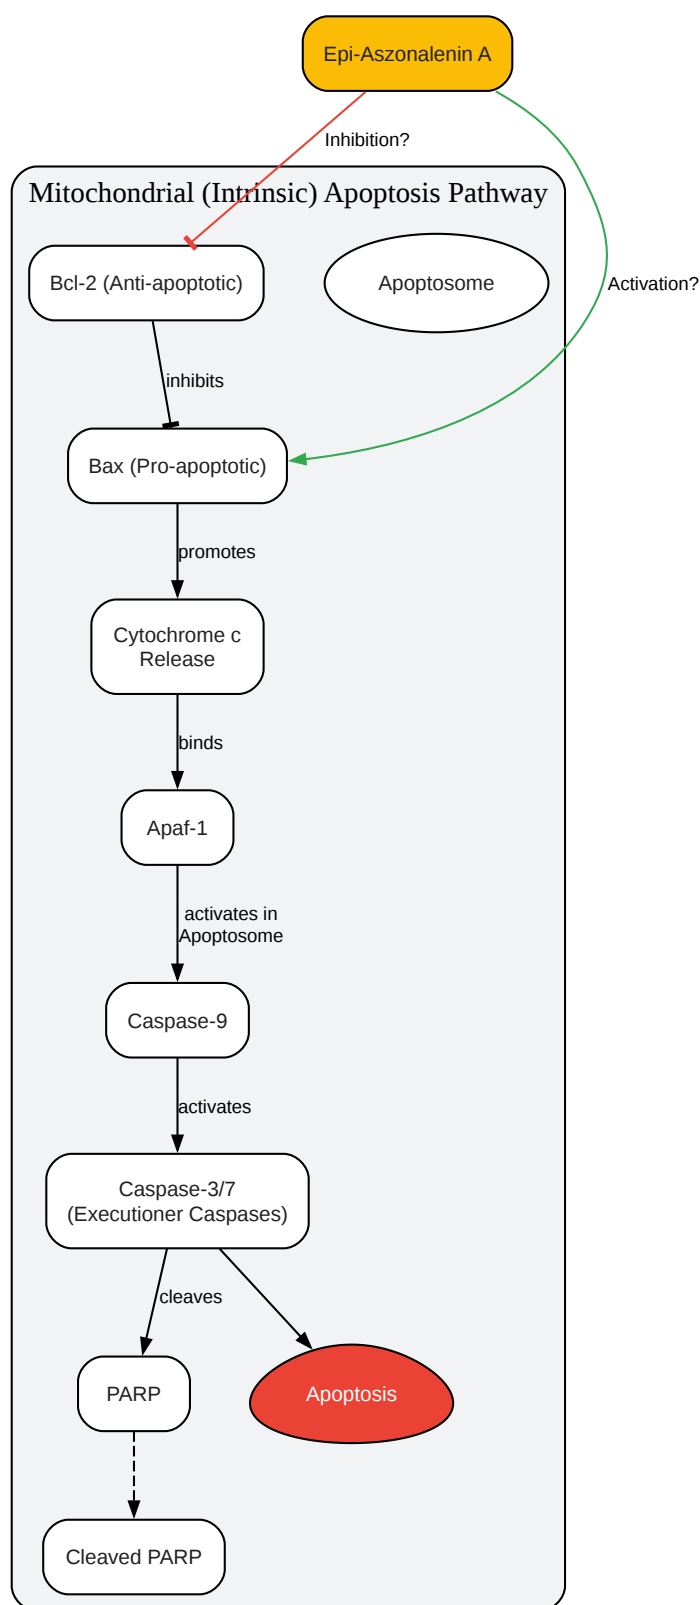 Epi-Aszonalenin A
Inhibition?
Mitochondrial (Intrinsic) Apoptosis Pathway
Bcl-2 (Anti-apoptotic)
Apoptosome
Activation?
inhibits
Bax (Pro-apoptotic)
promotes
Cytochrome c
Release
binds
Apaf-1
activates in
Apoptosome
Caspase-9
activates
Caspase-3/7
(Executioner Caspases)
cleaves
PARP
Apoptosis
Cleaved PARP